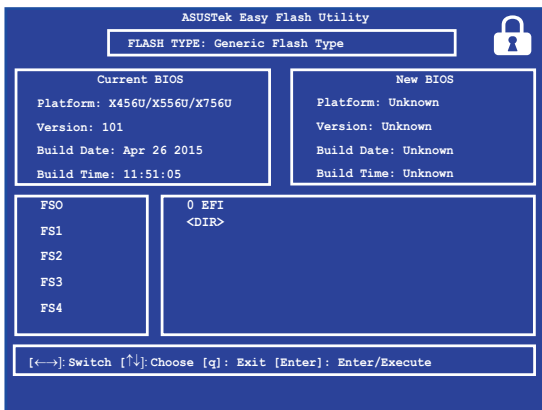 ASUSTek Easy Flash Utility
FLASH TYPE: Generic Flash Type
Current BIOS
Platform: X456U/X556U/X756U
Version: 101
Build Date: Apr 26 2015
Build Time: 11:51:05
New BIOS
Platform: Unknown
Version: Unknown
Build Date: Unknown
Build Time: Unknown
FSO
FS1
FS2
FS3
FS4
0 EFI
<DIR>
[←→]: Switch [↑↓]: Choose [q]: Exit [Enter]: Enter/Execute